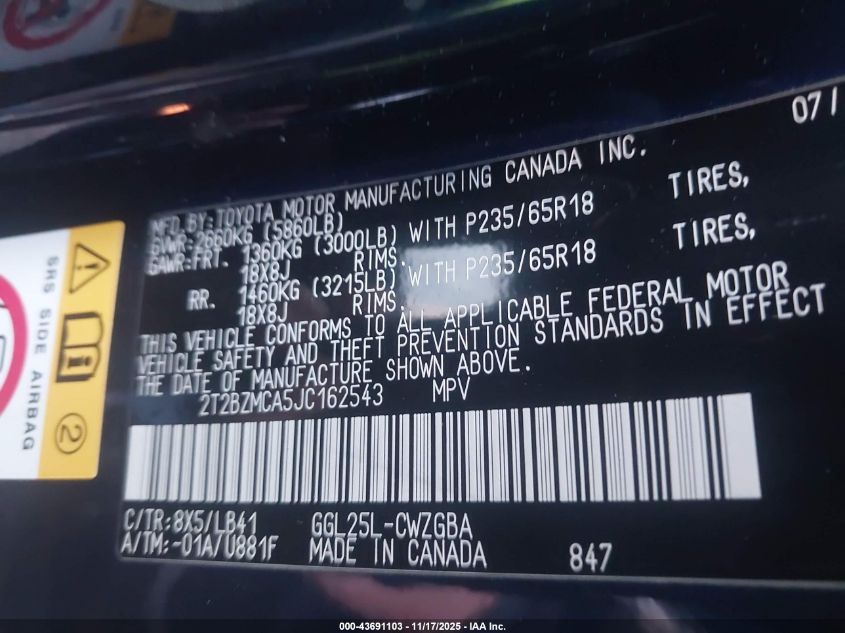 07/
MFD.BY:TOYOTA MOTOR MANUFACTURING CANADA INC.
GVWR:2660KG (5860LB)
GAWR:FRT. 1360KG (3000LB) WITH P235/65R18 TIRES,
18X8J RIMS.
RR. 1460KG (3215LB) WITH P235/65R18 TIRES,
18X8J RIMS.
THIS VEHICLE CONFORMS TO ALL APPLICABLE FEDERAL MOTOR
VEHICLE SAFETY AND THEFT PREVENTION STANDARDS IN EFFECT
THE DATE OF MANUFACTURE SHOWN ABOVE.
2T2BZMCA5JC162543 MPV
C/TR:8X5/LB41 GGL25L-CWZGBA
A/TM:-01A/U881F MADE IN CANADA 847
SRS SIDE AIRBAG
2
000-43691103 - 11/17/2025 - IAA Inc.